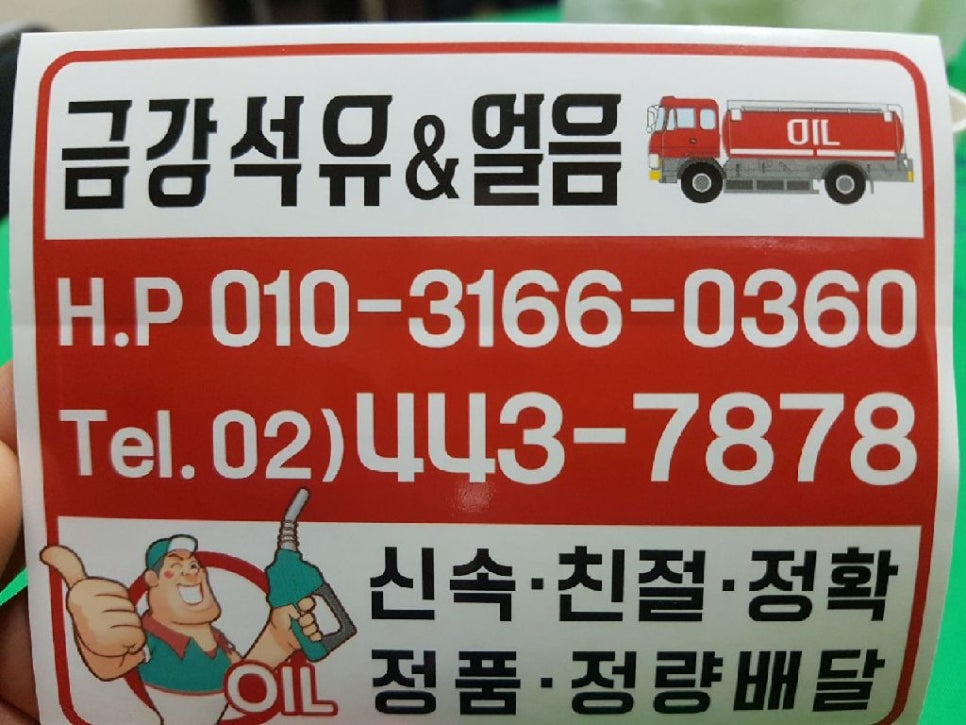 금강석유&얼음
OIL
H.P 010-3166-0360
Tel. 02)443-7878
신속·친절·정확
정품·정량배달
OIL